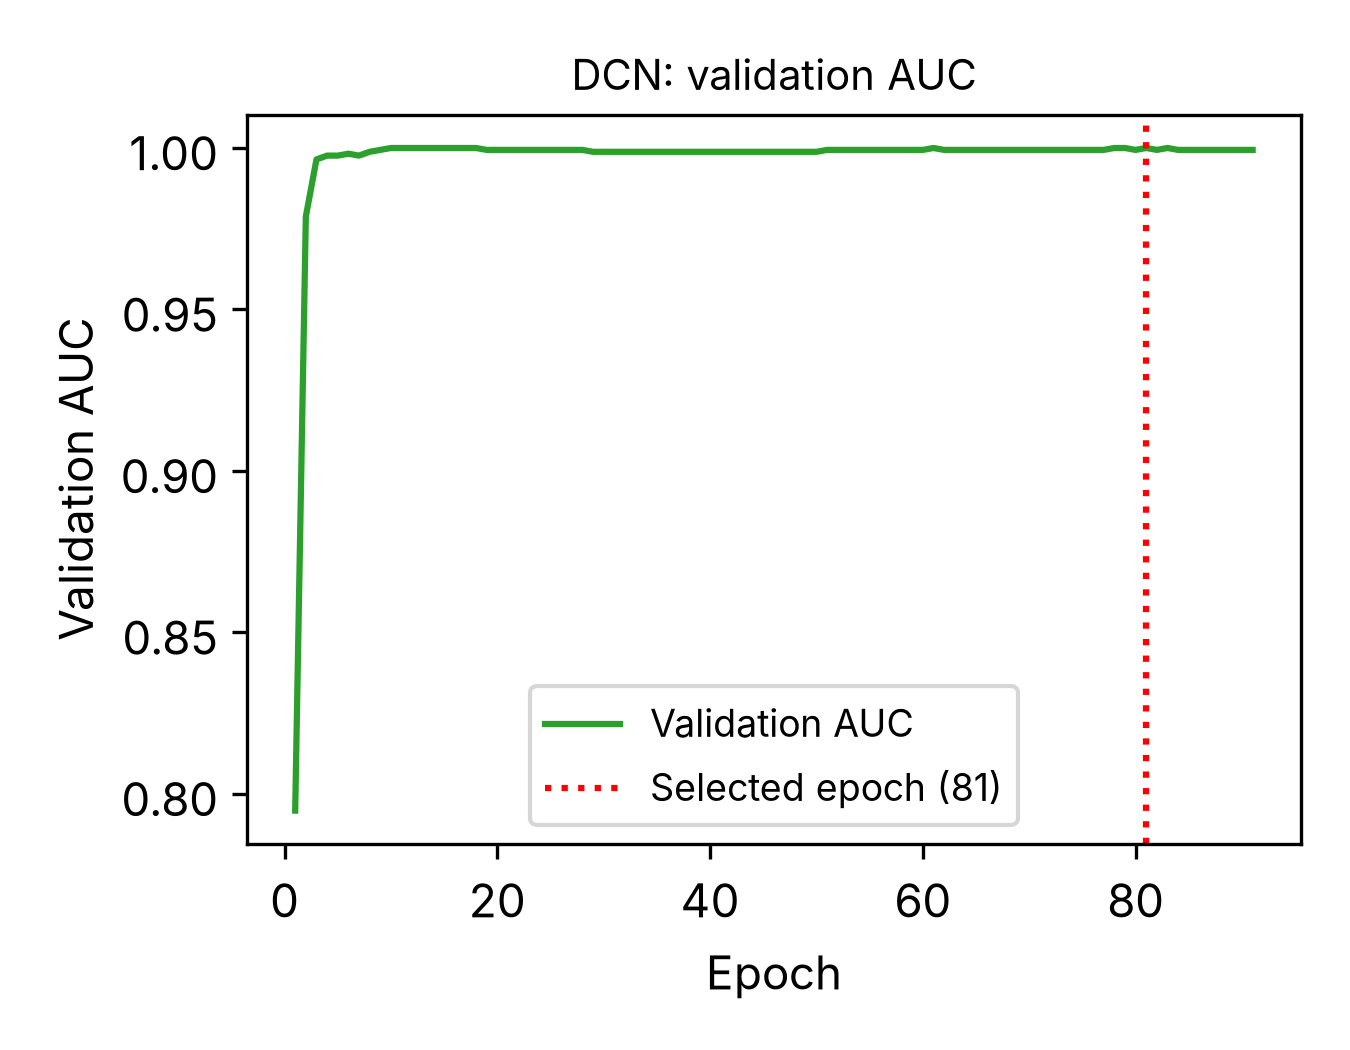 DCN: validation AUC
1.00
0.95
0.90
0.85
0.80
Validation AUC
Validation AUC
Selected epoch (81)
0 20 40 60 80
Epoch